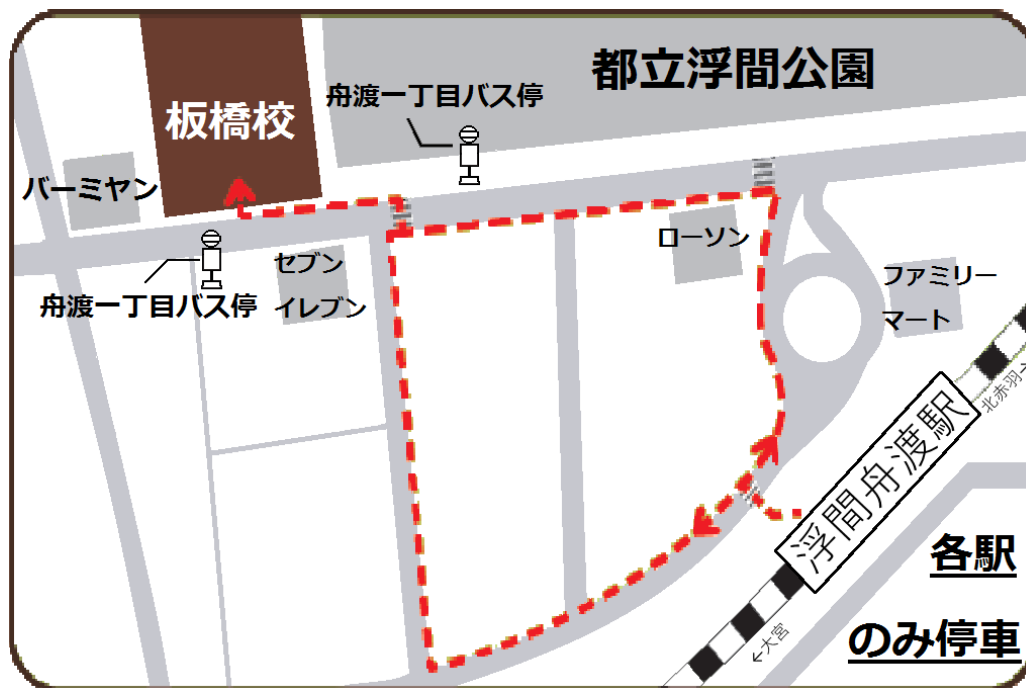 都立浮間公園
舟渡一丁目バス停
板橋校
バーミヤン
ローソン
セブン
イレブン
舟渡一丁目バス停
ファミリー
マート
北赤羽→
浮間舟渡駅
各駅
のみ停車
←大宮